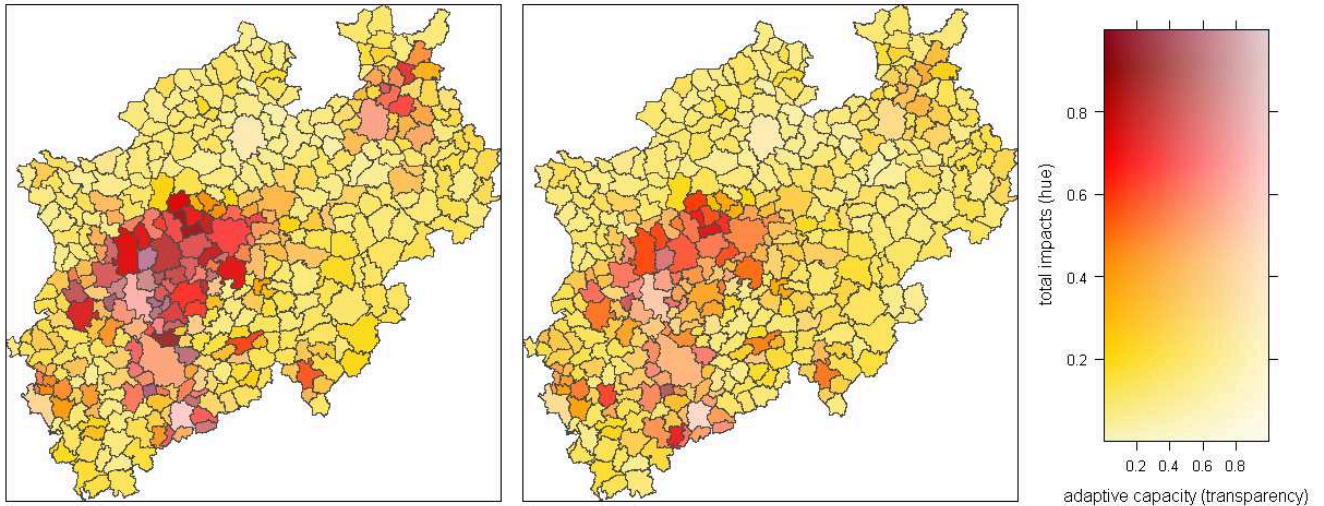 0.8
0.6
0.4
0.2
total impacts (hue)
0.2 0.4 0.6 0.8
adaptive capacity (transparency)